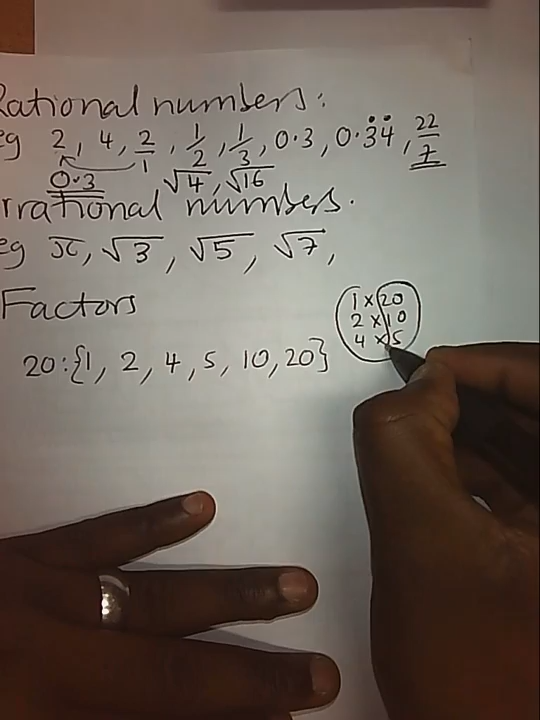 Rational numbers:
eg 2, 4, 2/1, 1/2, 1/3, 0.3, 0.3̇4̇, 22/7
0.3 √4, √16
rrational numbers.
eg π, √3, √5, √7,
Factors
1 x 20
2 x 10
4 x 5
20:{1, 2, 4, 5, 10, 20}